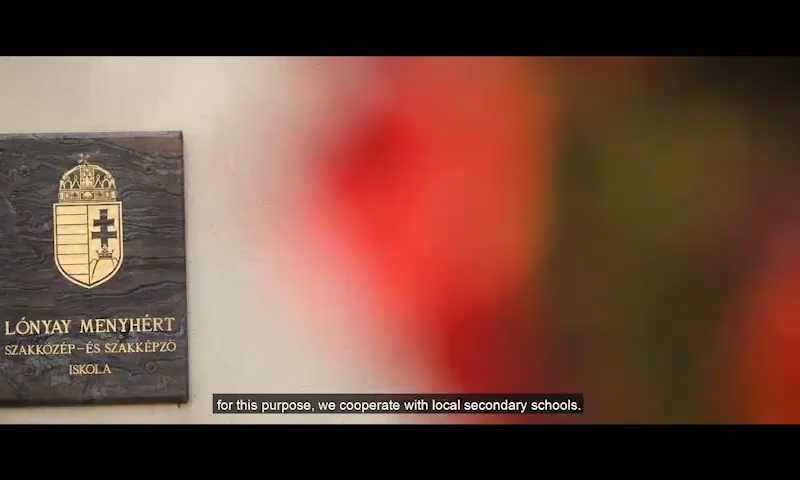 LÓNYAY MENYHÉRT
SZAKKÖZÉP-ÉS SZAKKÉPZŐ
ISKOLA
for this purpose, we cooperate with local secondary schools.